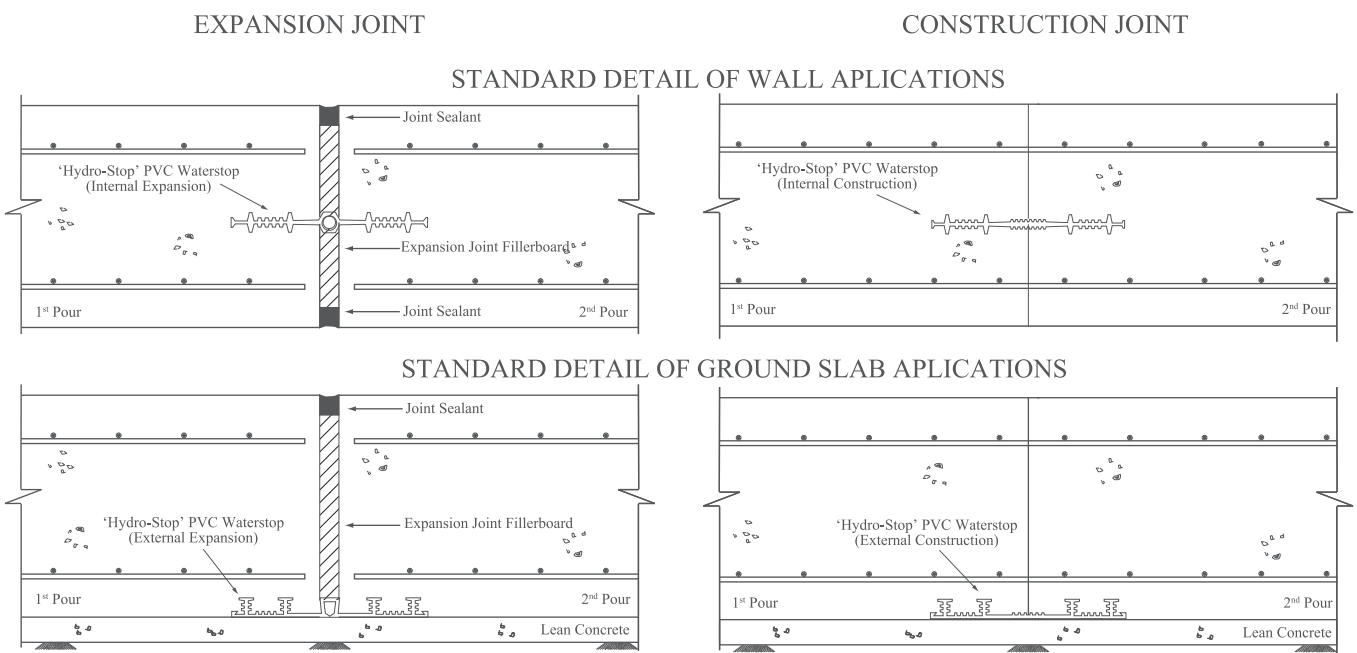 EXPANSION JOINT
CONSTRUCTION JOINT
STANDARD DETAIL OF WALL APLICATIONS
Joint Sealant
'Hydro-Stop' PVC Waterstop
(Internal Expansion)
Expansion Joint Fillerboard
1st Pour
Joint Sealant
2nd Pour
'Hydro-Stop' PVC Waterstop
(Internal Construction)
1st Pour
2nd Pour
STANDARD DETAIL OF GROUND SLAB APLICATIONS
Joint Sealant
'Hydro-Stop' PVC Waterstop
(External Expansion)
Expansion Joint Fillerboard
1st Pour
2nd Pour
Lean Concrete
'Hydro-Stop' PVC Waterstop
(External Construction)
1st Pour
2nd Pour
Lean Concrete